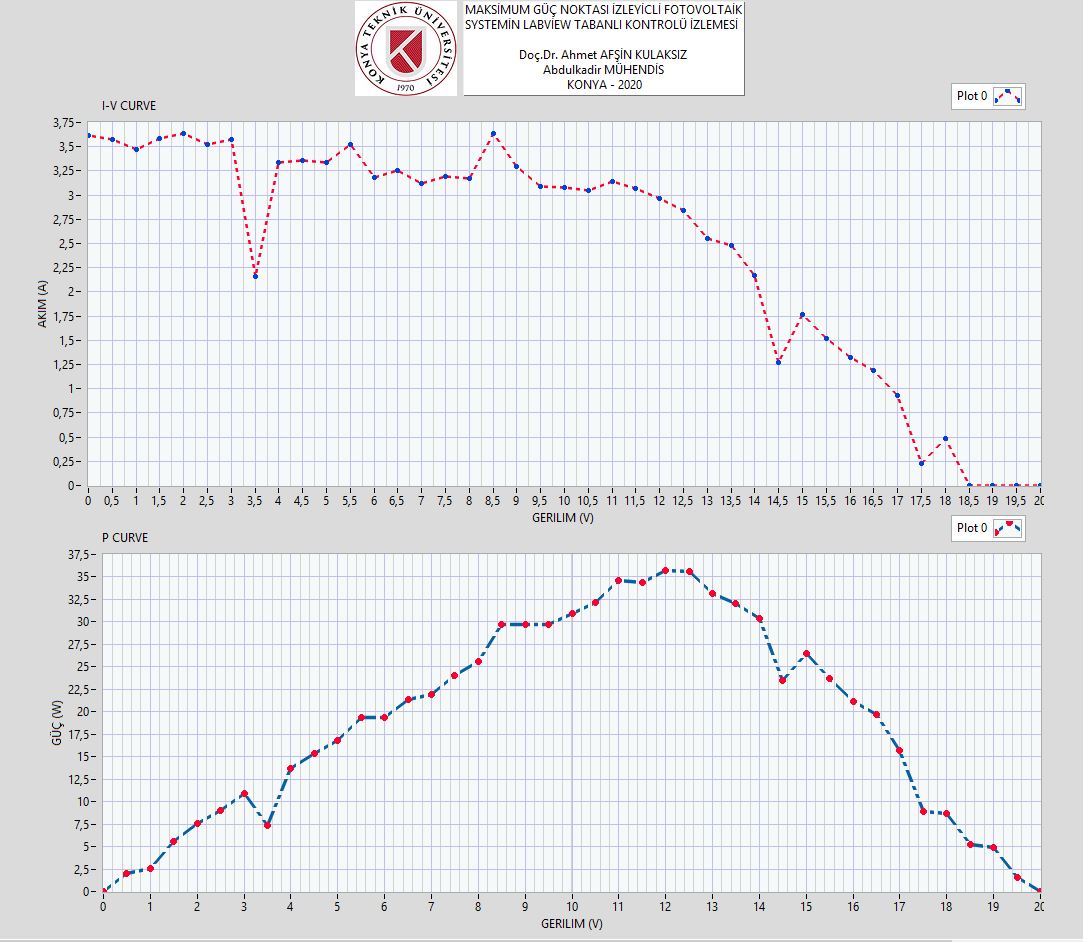 KONYA TEKNİK ÜNİVERSİTESİ
1970
MAKSİMUM GÜÇ NOKTASI İZLEYİCLİ FOTOVOLTAİK
SYSTEMİN LABVIEW TABANLI KONTROLÜ İZLEMESİ
Doç.Dr. Ahmet AFŞİN KULAKSIZ
Abdulkadir MÜHENDİS
KONYA - 2020
I-V CURVE
Plot 0
3,75
3,5
3,25
3
2,75
2,5
2,25
2
1,75
1,5
1,25
1
0,75
0,5
0,25
0
AKIM (A)
0 0,5 1 1,5 2 2,5 3 3,5 4 4,5 5 5,5 6 6,5 7 7,5 8 8,5 9 9,5 10 10,5 11 11,5 12 12,5 13 13,5 14 14,5 15 15,5 16 16,5 17 17,5 18 18,5 19 19,5 20
GERILIM (V)
P CURVE
Plot 0
37,5
35
32,5
30
27,5
25
22,5
20
17,5
15
12,5
10
7,5
5
2,5
0
GÜÇ (W)
0 1 2 3 4 5 6 7 8 9 10 11 12 13 14 15 16 17 18 19 20
GERILIM (V)